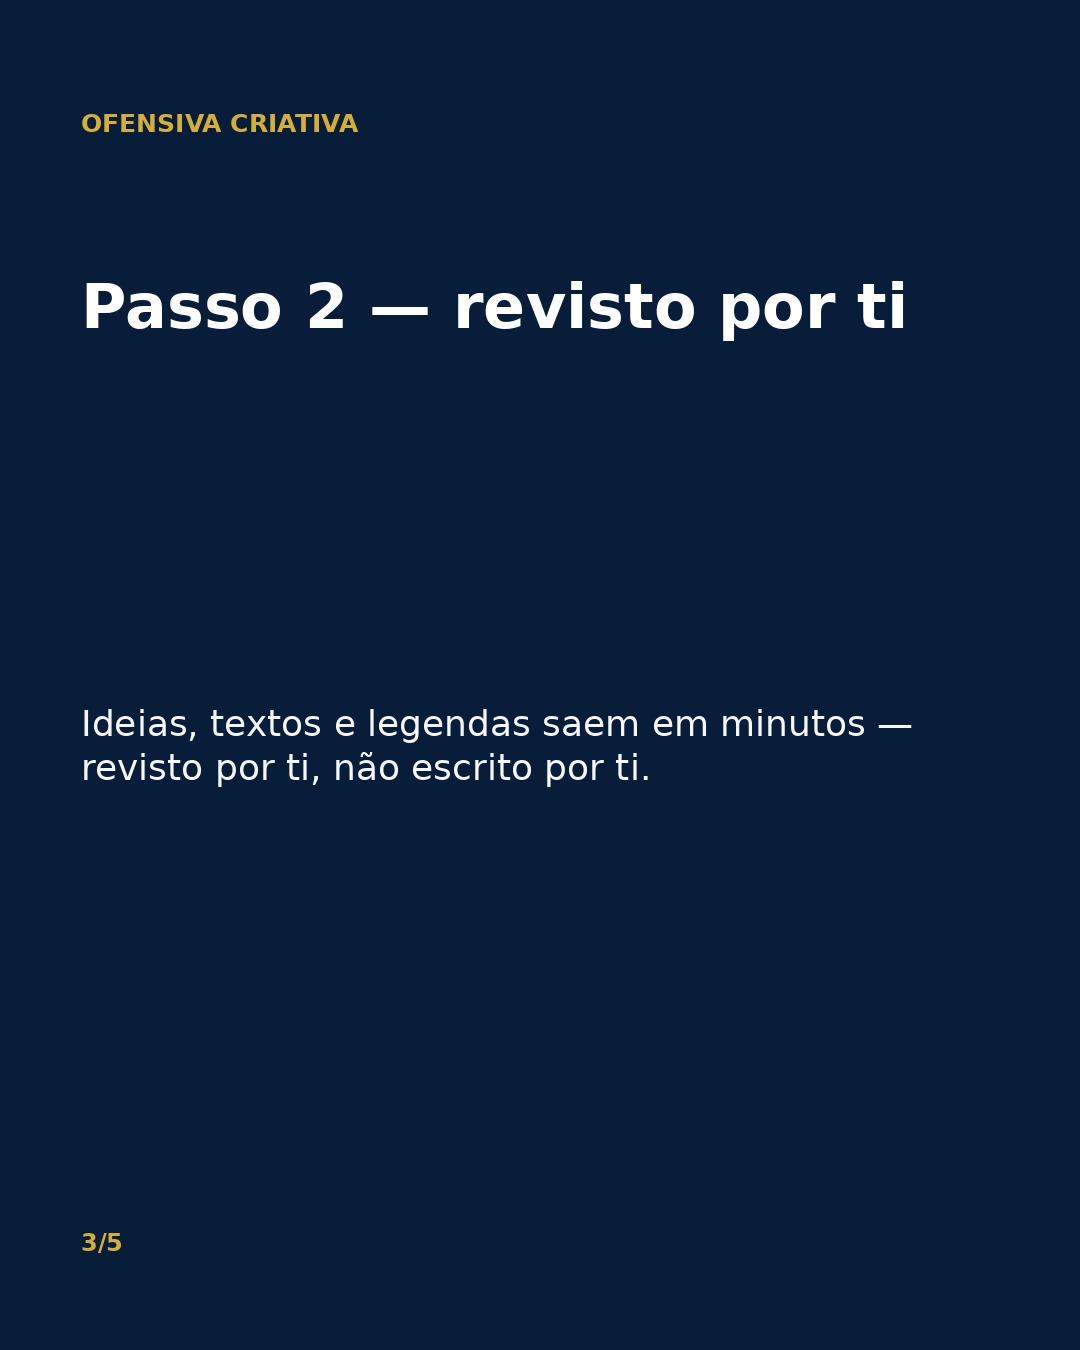 OFENSIVA CRIATIVA
Passo 2 — revisto por ti
Ideias, textos e legendas saem em minutos —
revisto por ti, não escrito por ti.
3/5